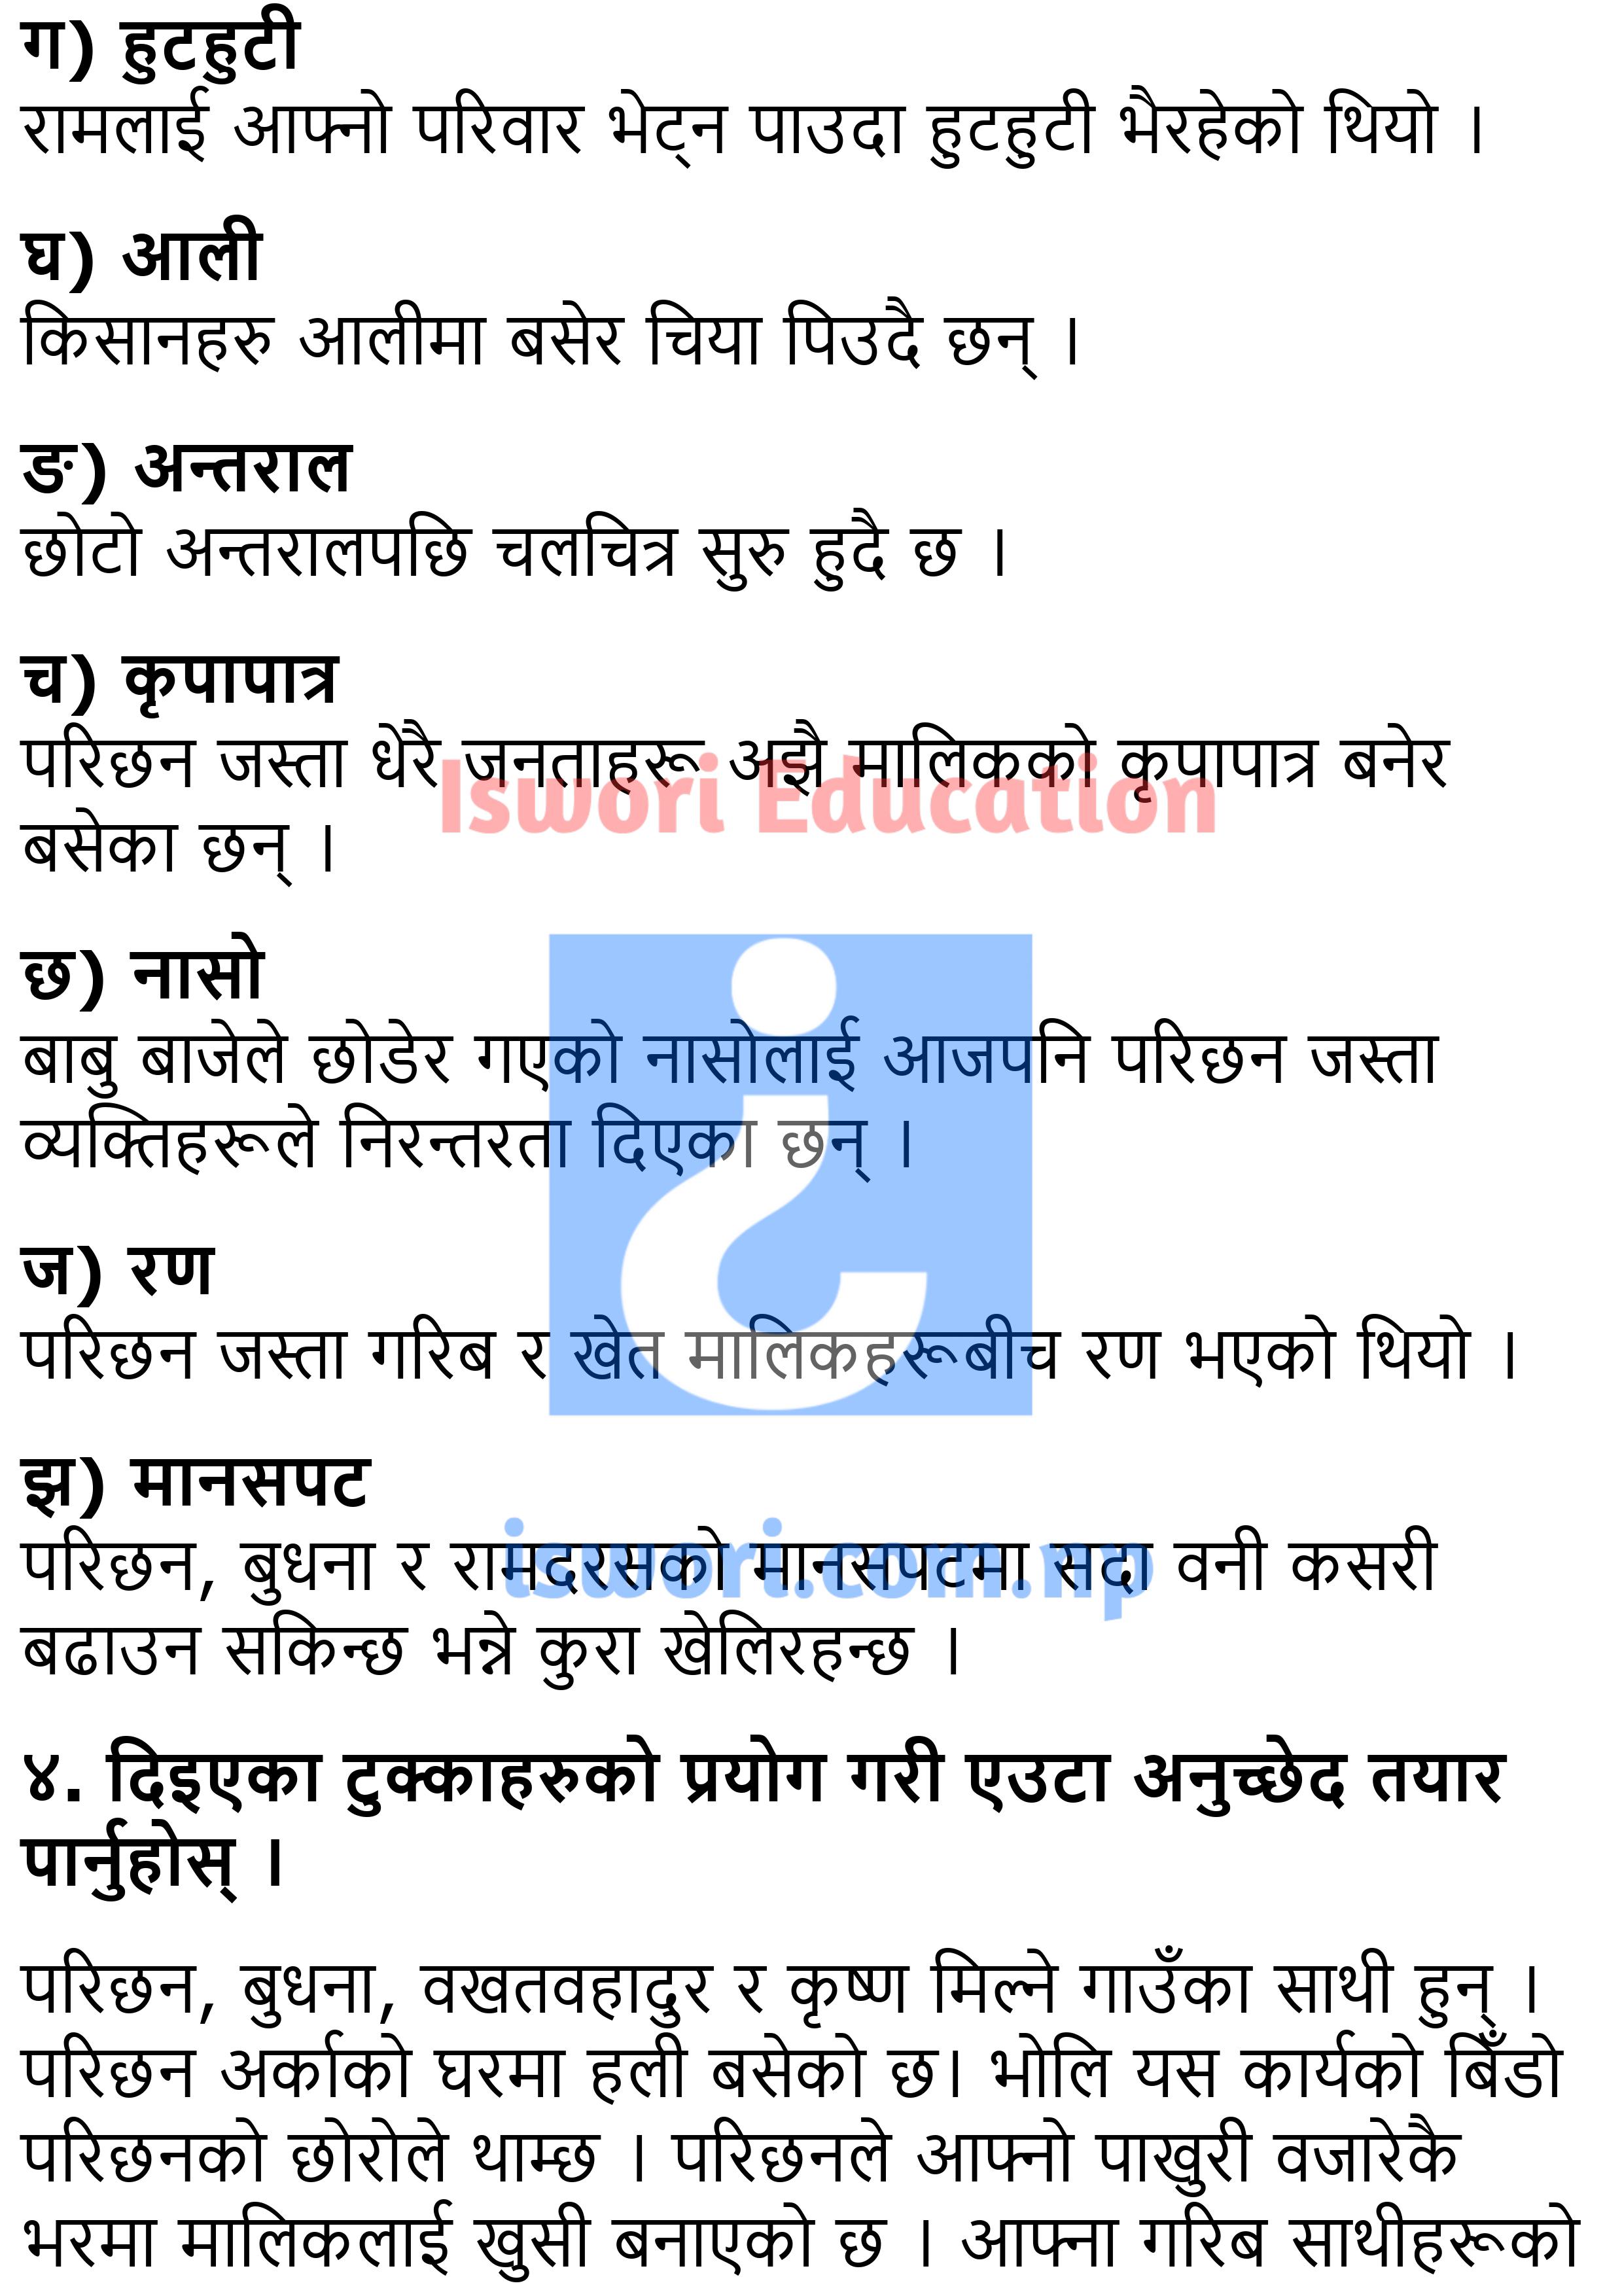 ग) हुटहुटी
रामलाई आफ्नो परिवार भेट्न पाउदा हुटहुटी भैरहेको थियो ।
घ) आली
किसानहरु आलीमा बसेर चिया पिउदै छन् ।
ङ) अन्तराल
छोटो अन्तरालपछि चलचित्र सुरु हुदै छ ।
च) कृपापात्र
परिछन जस्ता धेरै जनताहरू अझै मालिकको कृपापात्र बनेर
Iswori Education
बसेका छन् ।
छ) नासो
बाबु बाजेले छोडेर गएको नासोलाई आजपनि परिछन जस्ता
व्यक्तिहरूले निरन्तरता दिएका छन् ।
ज) रण
परिछन जस्ता गरिब र खेत मालिकहरूबीच रण भएको थियो ।
झ) मानसपट
परिछन, बुधना र रामदरसको मानसपटमा सदा वनी कसरी
iswori.com.np
बढाउन सकिन्छ भन्ने कुरा खेलिरहन्छ ।
४. दिइएका टुक्काहरुको प्रयोग गरी एउटा अनुच्छेद तयार
पार्नुहोस् ।
परिछन, बुधना, वखतवहादुर र कृष्ण मिल्ने गाउँका साथी हुन् ।
परिछन अर्काको घरमा हली बसेको छ। भोलि यस कार्यको बिँडो
परिछनको छोरोले थाम्छ । परिछनले आफ्नो पाखुरी वजारेकै
भरमा मालिकलाई खुसी बनाएको छ । आफ्ना गरिब साथीहरूको